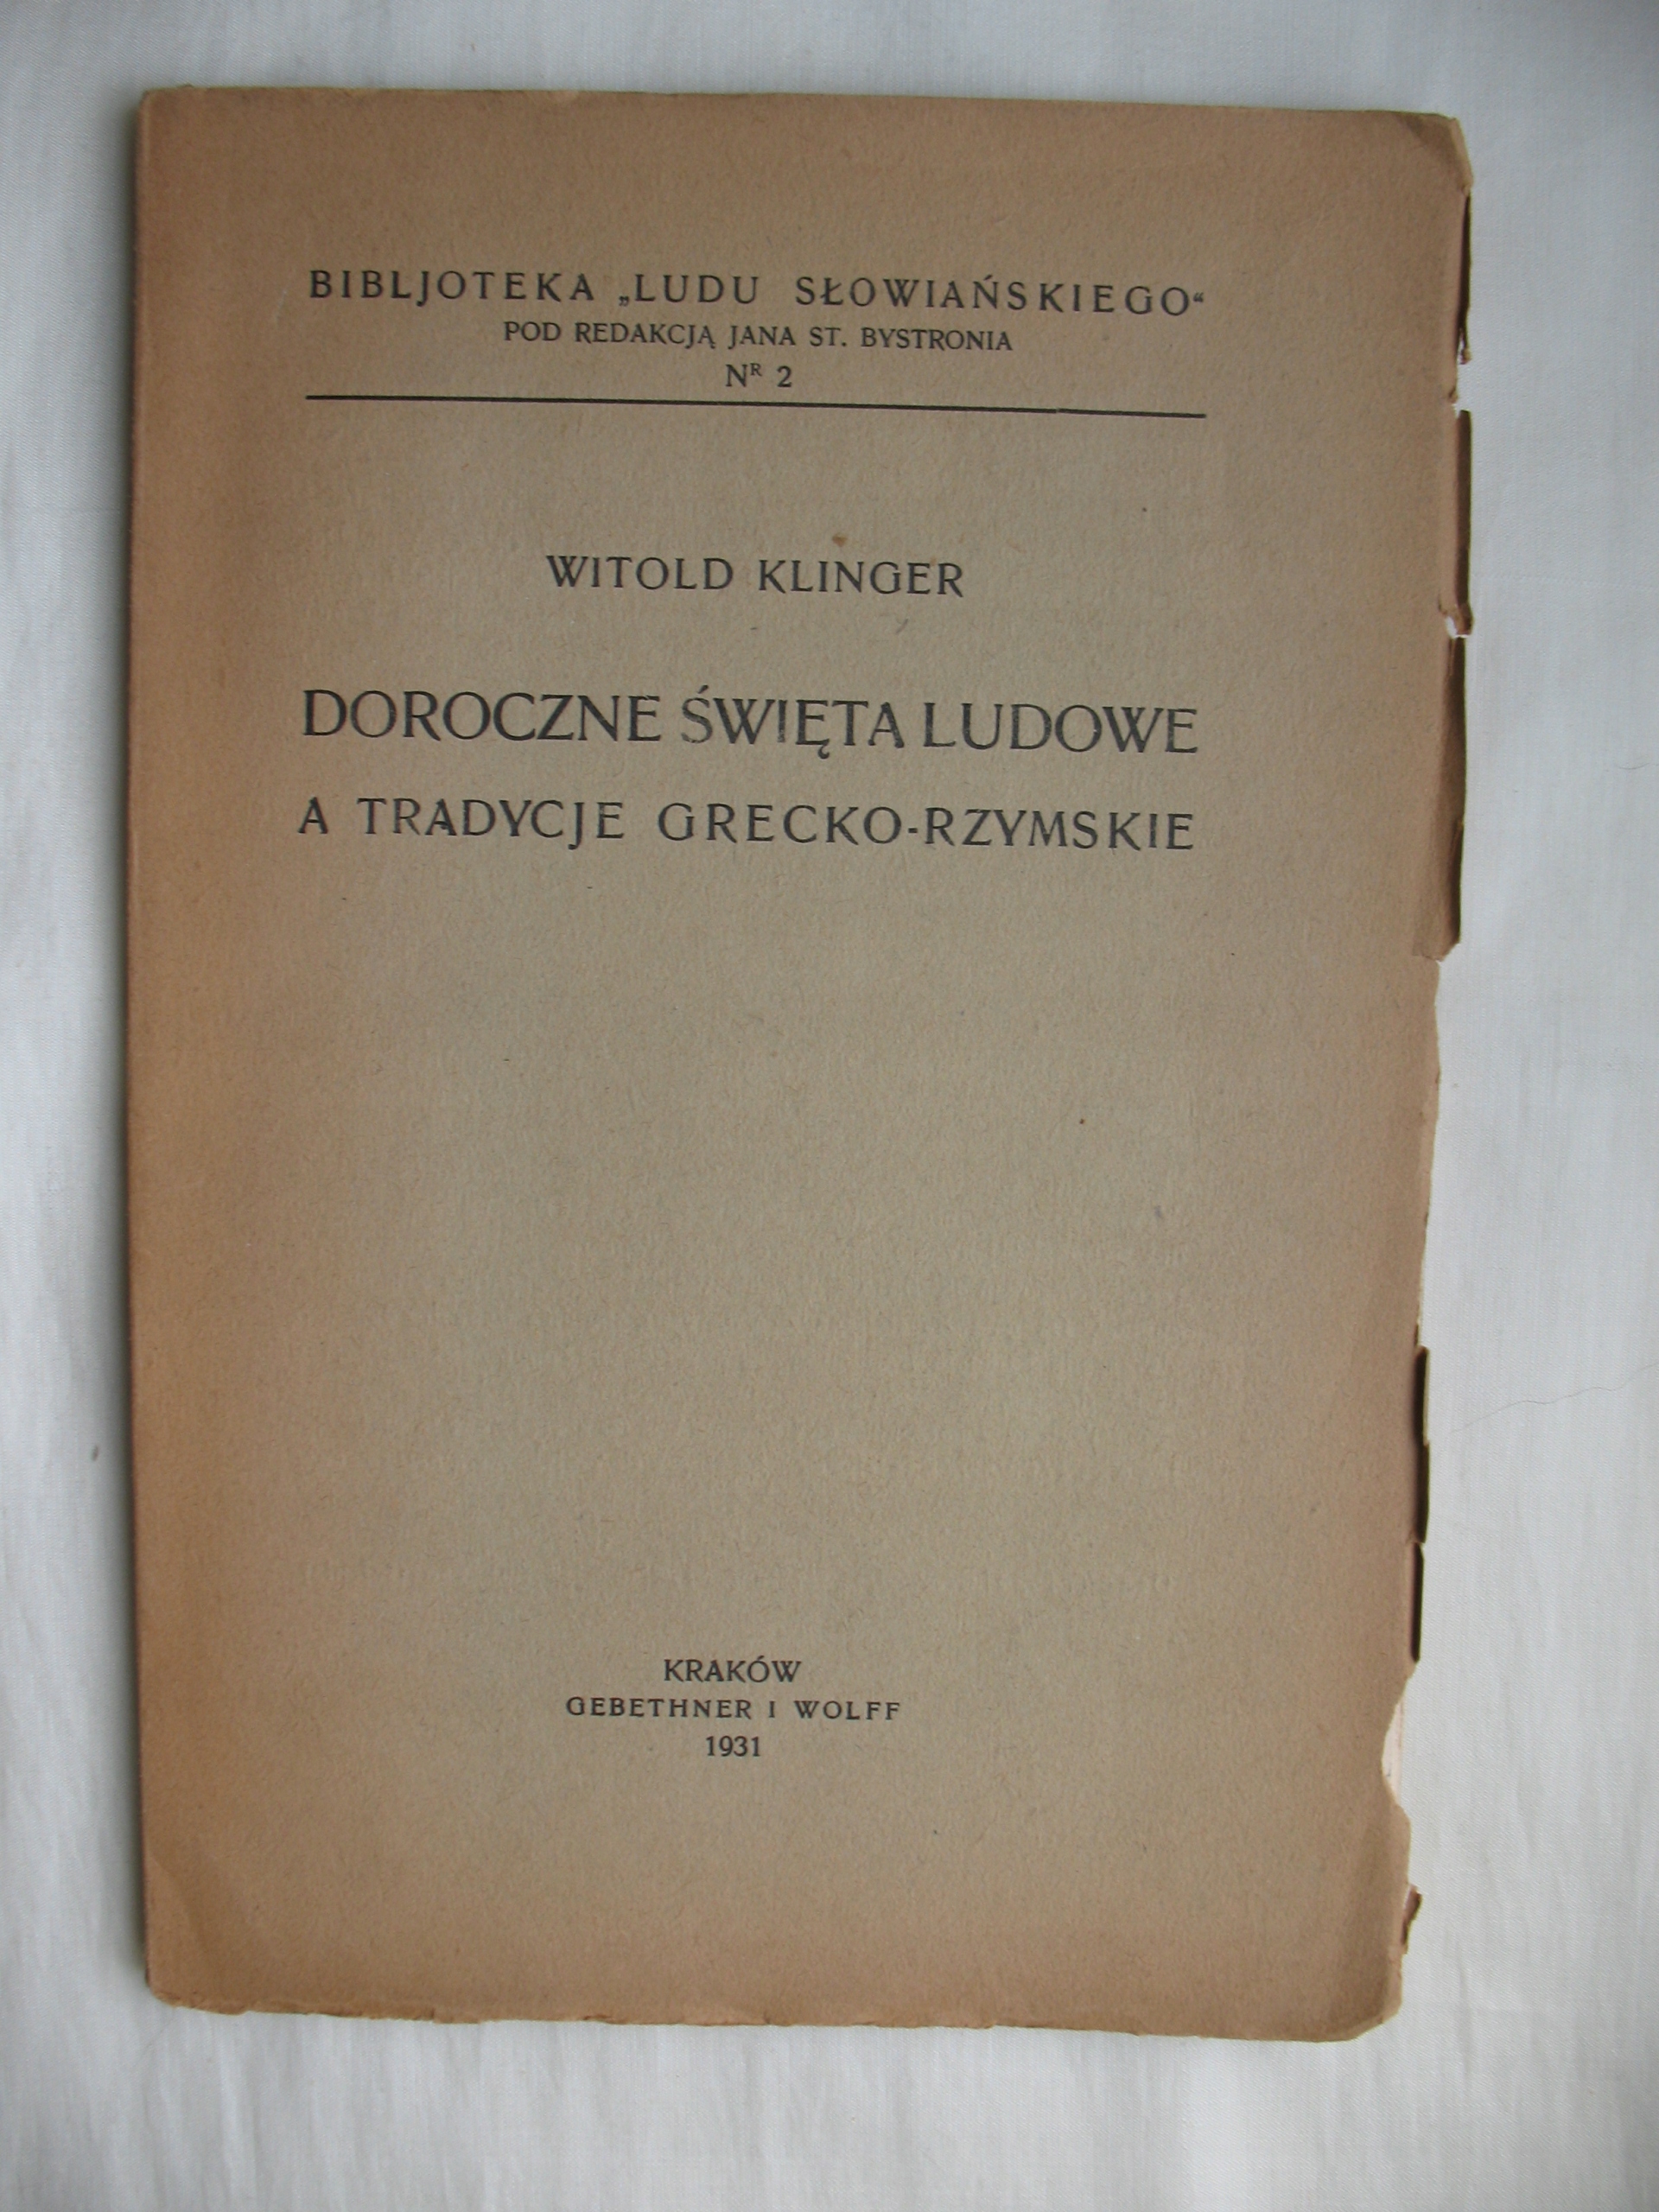 BIBLJOTEKA „LUDU SŁOWIAŃSKIEGO“
POD REDAKCJĄ JANA ST. BYSTRONIA
NR 2
WITOLD KLINGER
DOROCZNE ŚWIĘTA LUDOWE
A TRADYCJE GRECKO-RZYMSKIE
KRAKÓW
GEBETHNER I WOLFF
1931